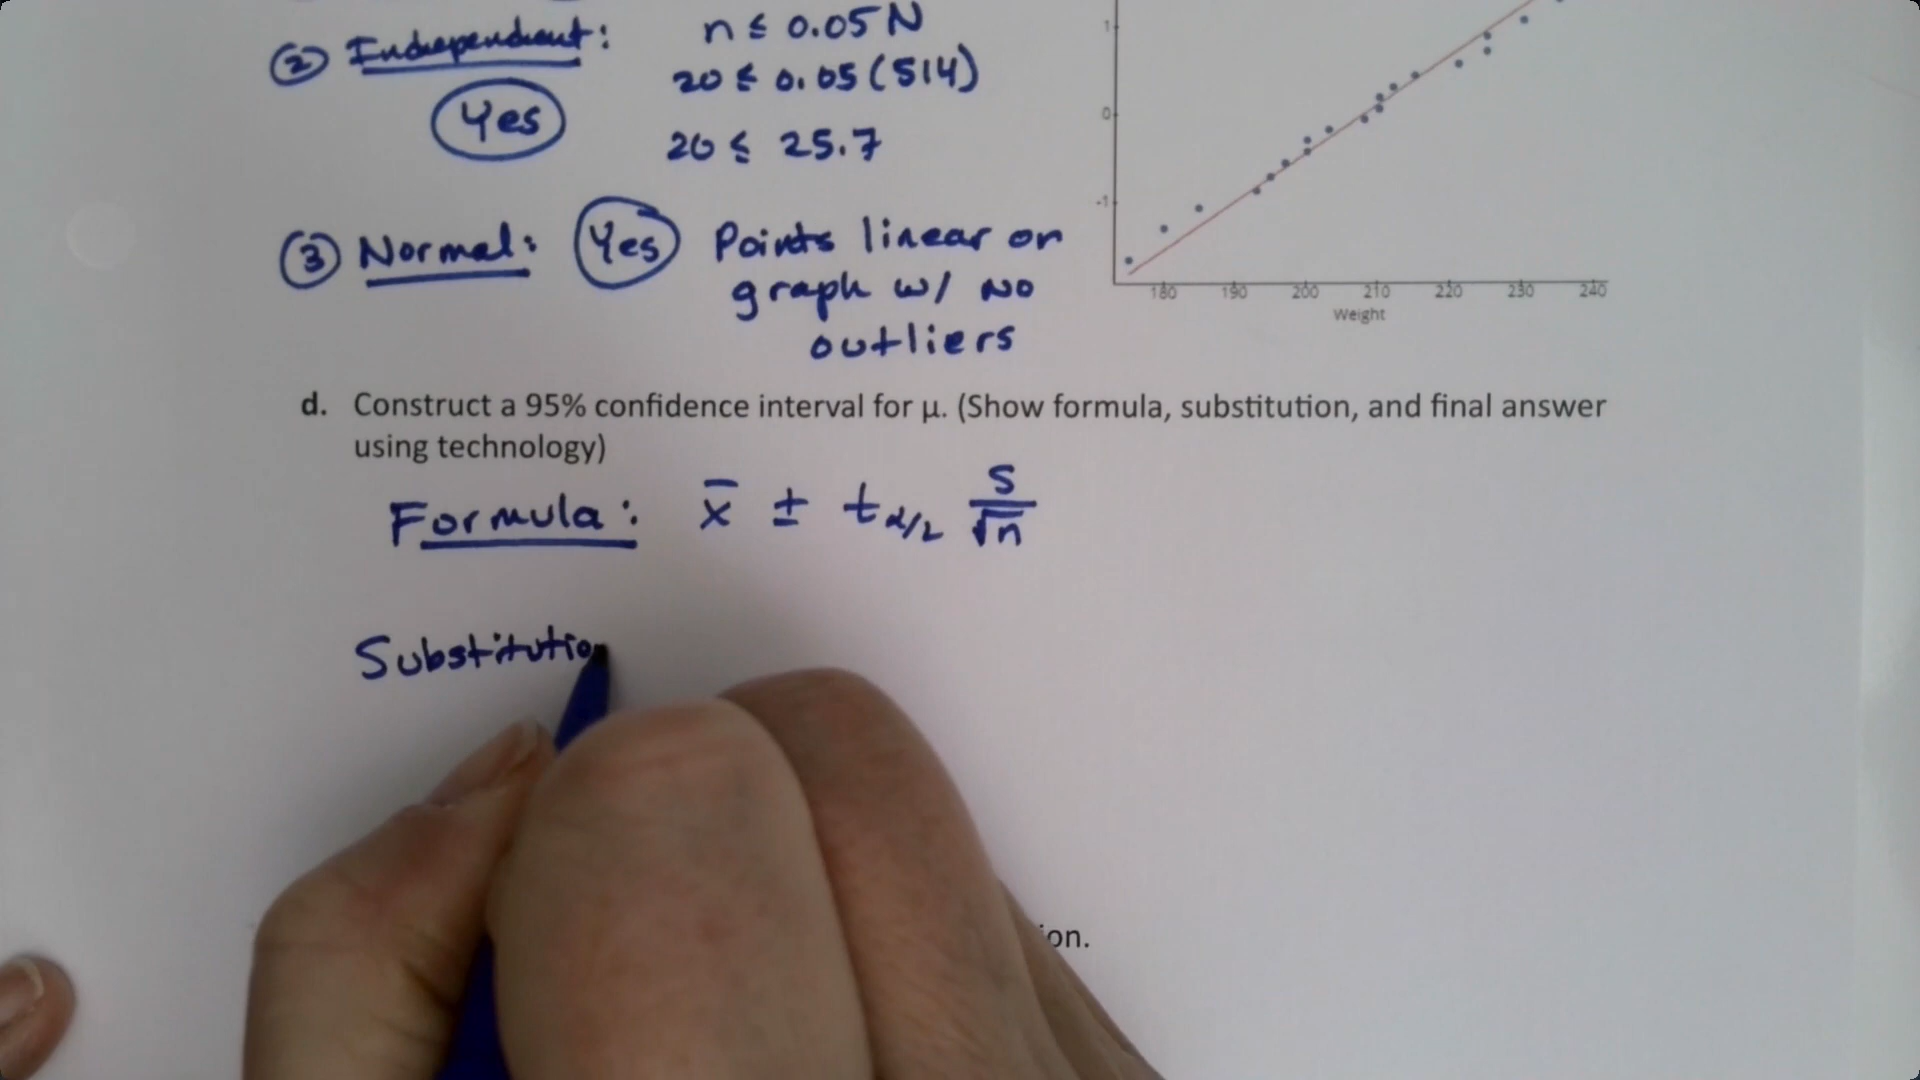 ② Independent: n ≤ 0.05N
20 ≤ 0.05 (514)
Yes
20 ≤ 25.7
③ Normal: Yes Points linear on
graph w/ no
outliers
1
0
-1
180 190 200 210 220 230 240
Weight
d. Construct a 95% confidence interval for μ. (Show formula, substitution, and final answer
using technology)
Formula: x̄ ± t α/2 s/√n
Substitutio
ion.